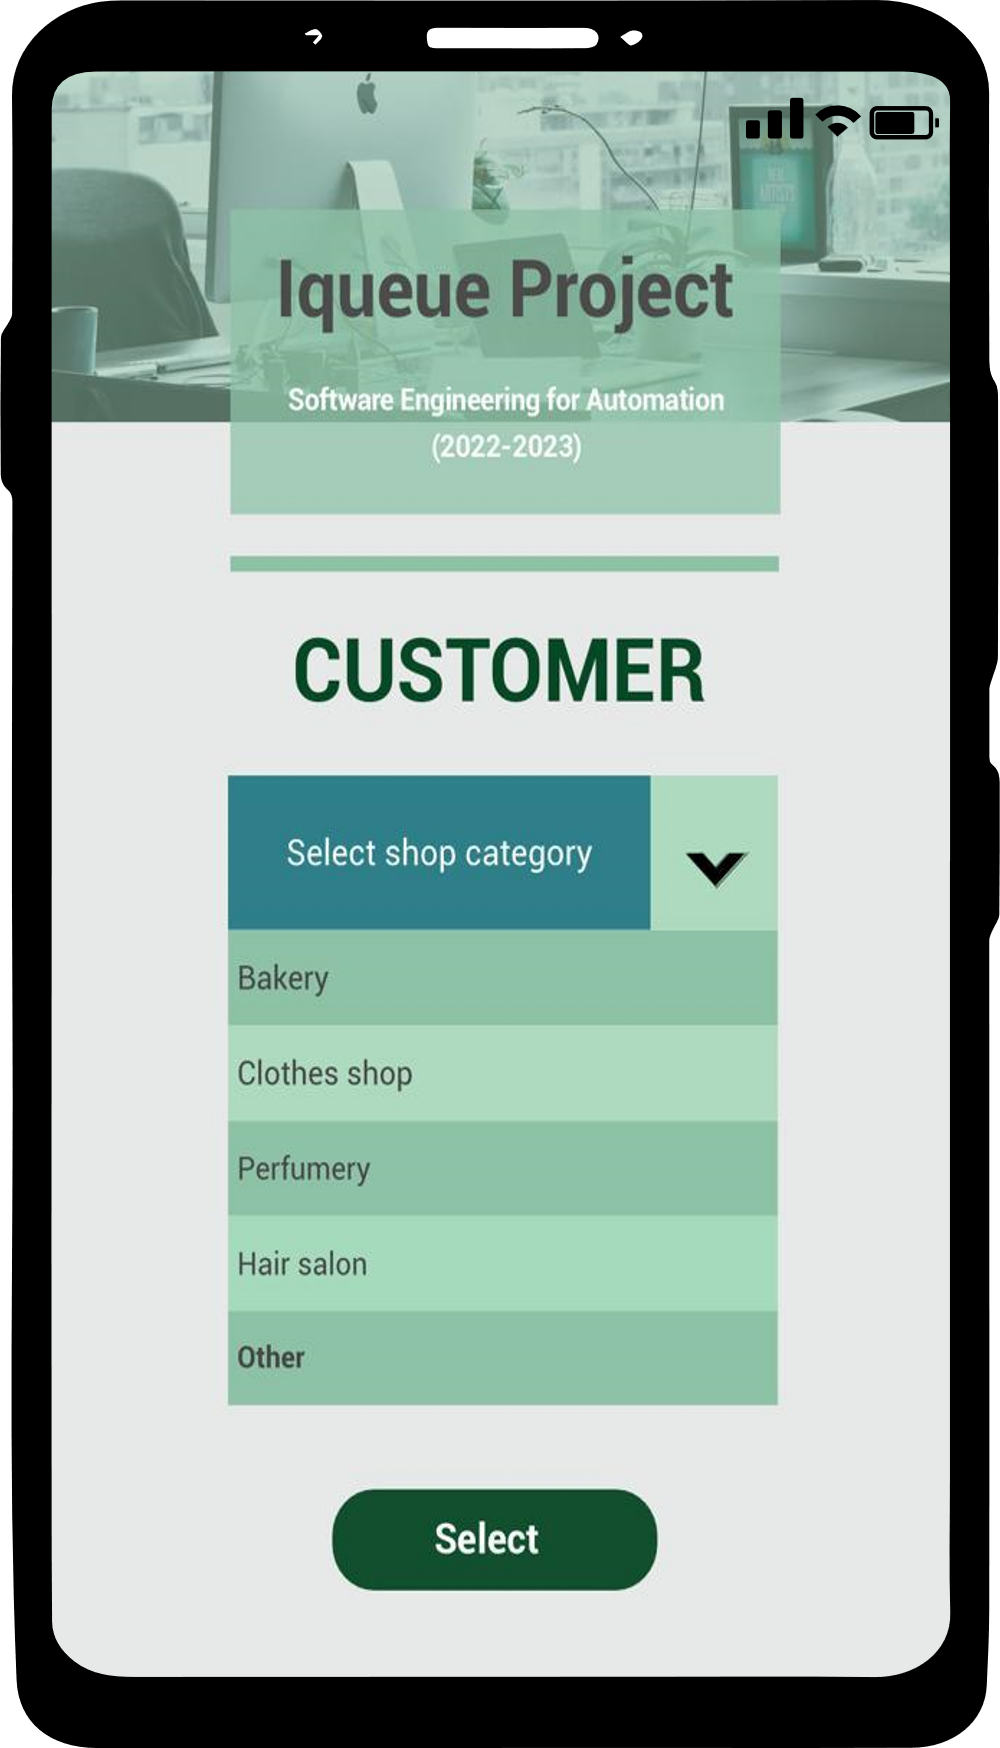 Iqueue Project
Software Engineering for Automation
(2022-2023)
CUSTOMER
Select shop category
Bakery
Clothes shop
Perfumery
Hair salon
Other
Select